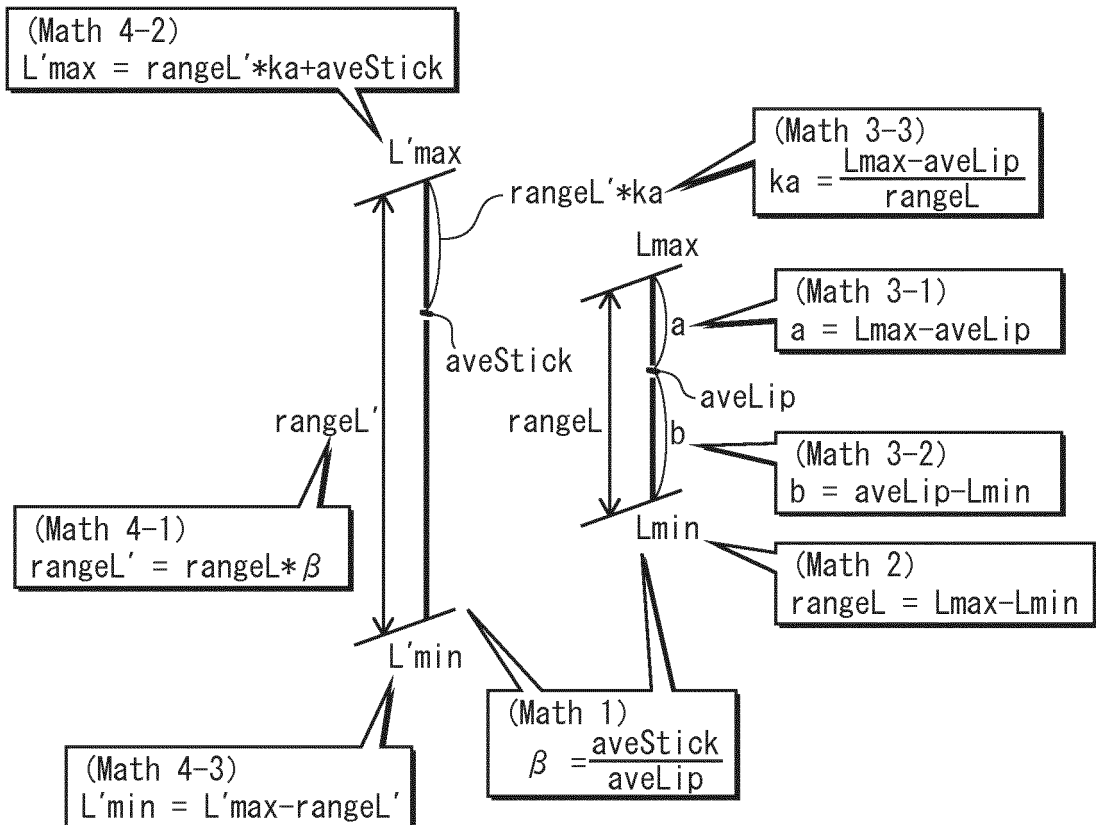 (Math 4-2)
L'max = rangeL'*ka+aveStick
L'max
rangeL'*ka
(Math 3-3)
ka = Lmax-aveLip
rangeL
Lmax
(Math 3-1)
a = Lmax-aveLip
a
aveStick
aveLip
rangeL'
rangeL
b
(Math 3-2)
b = aveLip-Lmin
(Math 4-1)
rangeL' = rangeL*β
Lmin
(Math 2)
rangeL = Lmax-Lmin
L'min
(Math 1)
β = aveStick
aveLip
(Math 4-3)
L'min = L'max-rangeL'